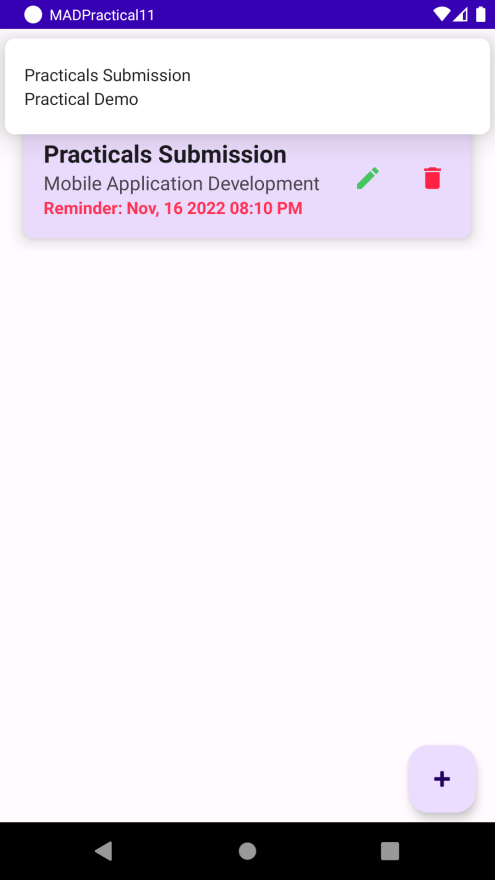 MADPractical11
Practicals Submission
Practical Demo
Practicals Submission
Mobile Application Development
Reminder: Nov, 16 2022 08:10 PM
+